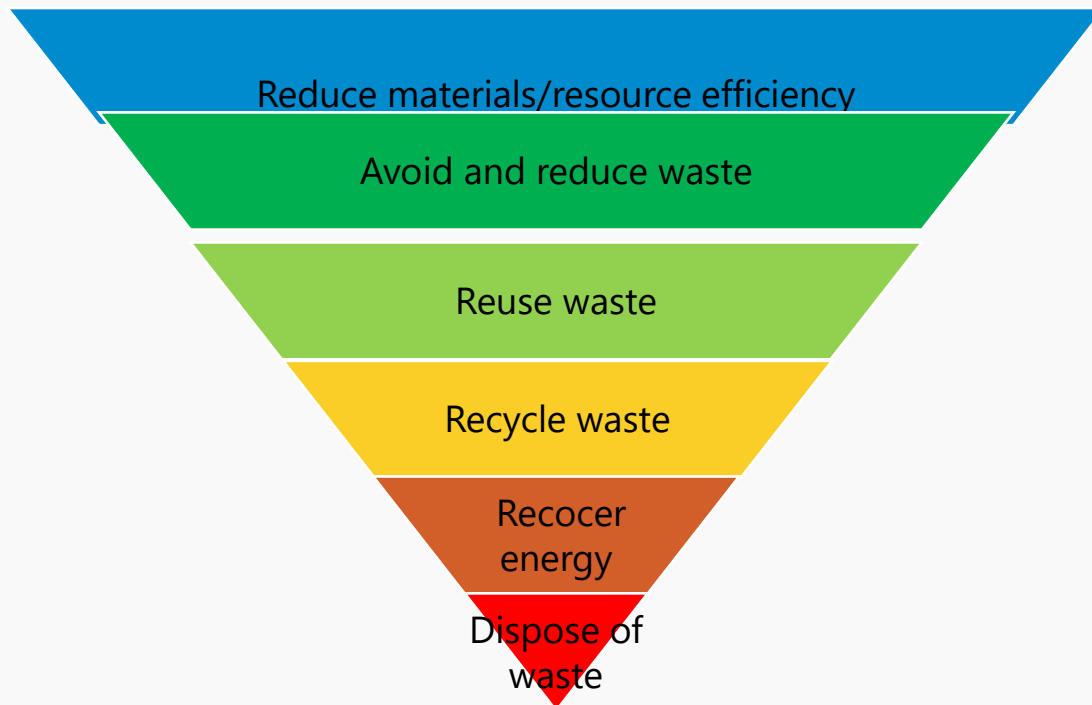 Reduce materials/resource efficiency
Avoid and reduce waste
Reuse waste
Recycle waste
Recocer
energy
Dispose of
waste